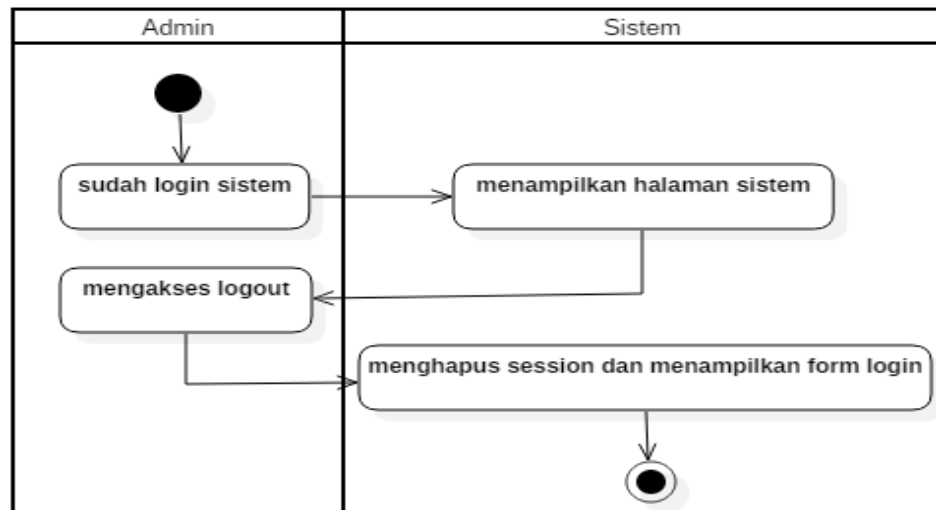 Admin
Sistem
sudah login sistem
menampilkan halaman sistem
mengakses logout
menghapus session dan menampilkan form login